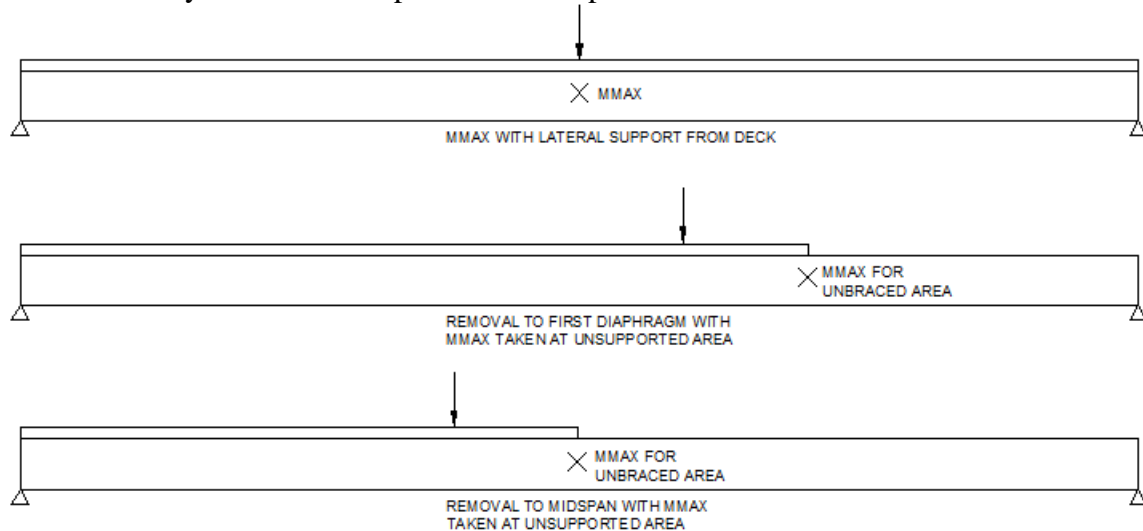 MMAX
MMAX WITH LATERAL SUPPORT FROM DECK
MMAX FOR
UNBRACED AREA
REMOVAL TO FIRST DIAPHRAGM WITH
MMAX TAKEN AT UNSUPPORTED AREA
MMAX FOR
UNBRACED AREA
REMOVAL TO MIDSPAN WITH MMAX
TAKEN AT UNSUPPORTED AREA